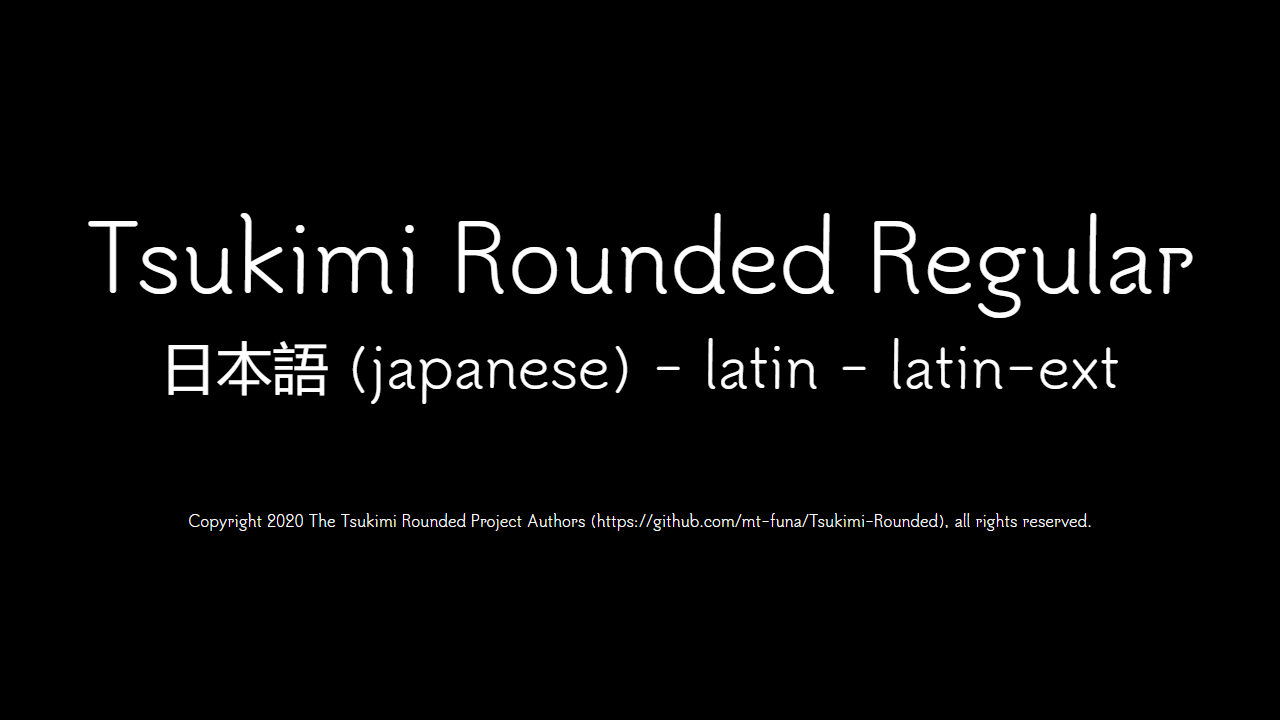 Tsukimi Rounded Regular
日本語 (japanese) - latin - latin-ext
Copyright 2020 The Tsukimi Rounded Project Authors (https://github.com/mt-funa/Tsukimi-Rounded), all rights reserved.